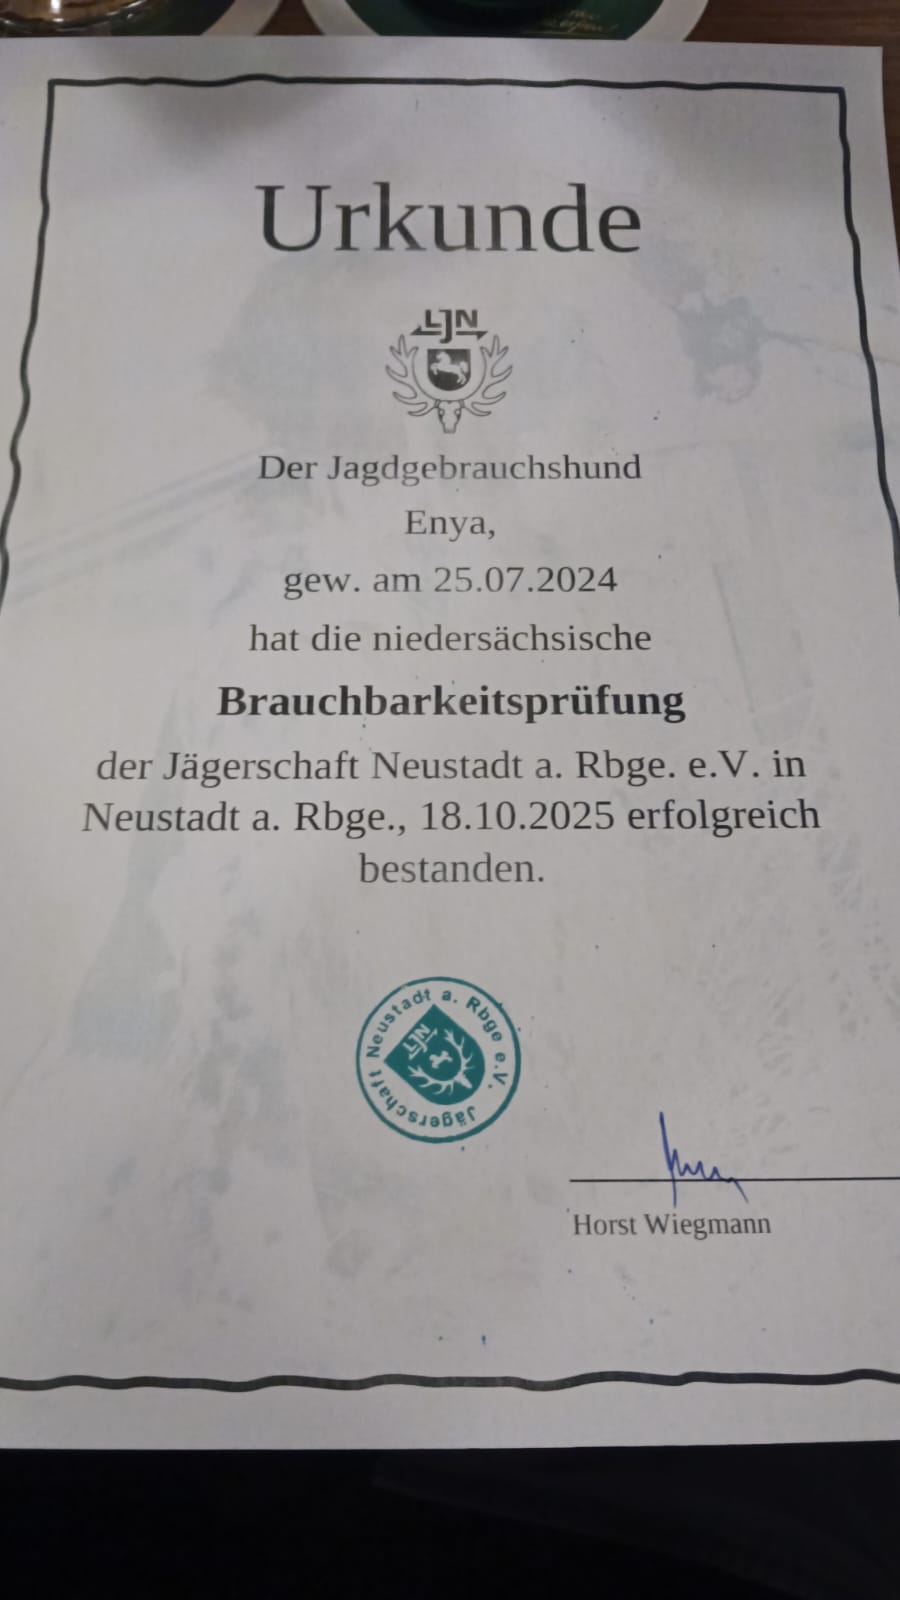 Urkunde
LJN
Der Jagdgebrauchshund
Enya,
gew. am 25.07.2024
hat die niedersächsische
Brauchbarkeitsprüfung
der Jägerschaft Neustadt a. Rbge. e.V. in
Neustadt a. Rbge., 18.10.2025 erfolgreich
bestanden.
Jägerschaft Neustadt a. Rbge e.V.
LJN
Horst Wiegmann